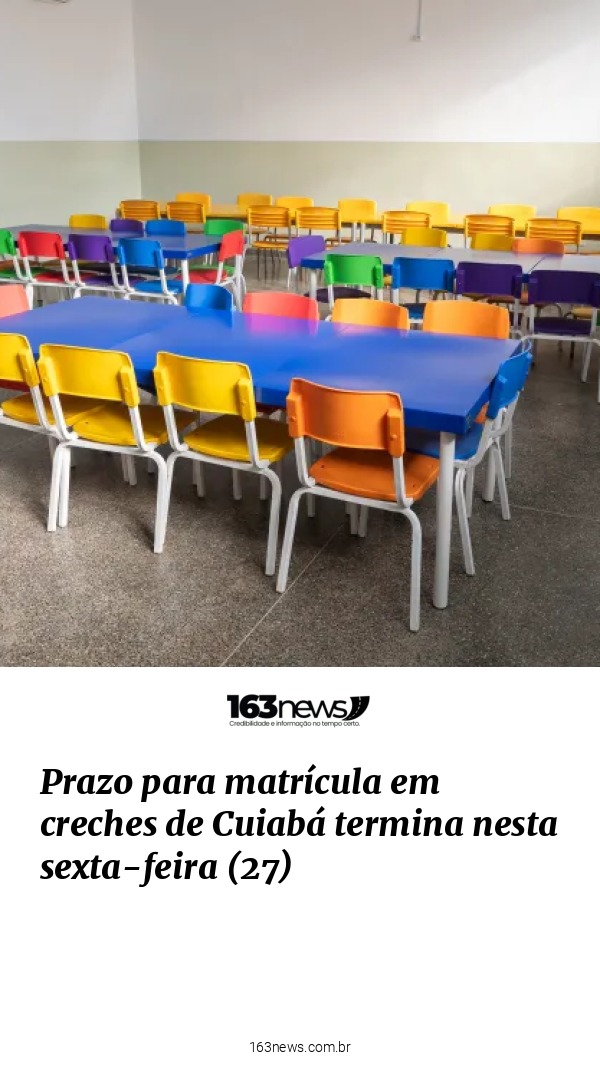 163news
Credibilidade e informação no tempo certo.
Prazo para matrícula em
creches de Cuiabá termina nesta
sexta-feira (27)
163news.com.br